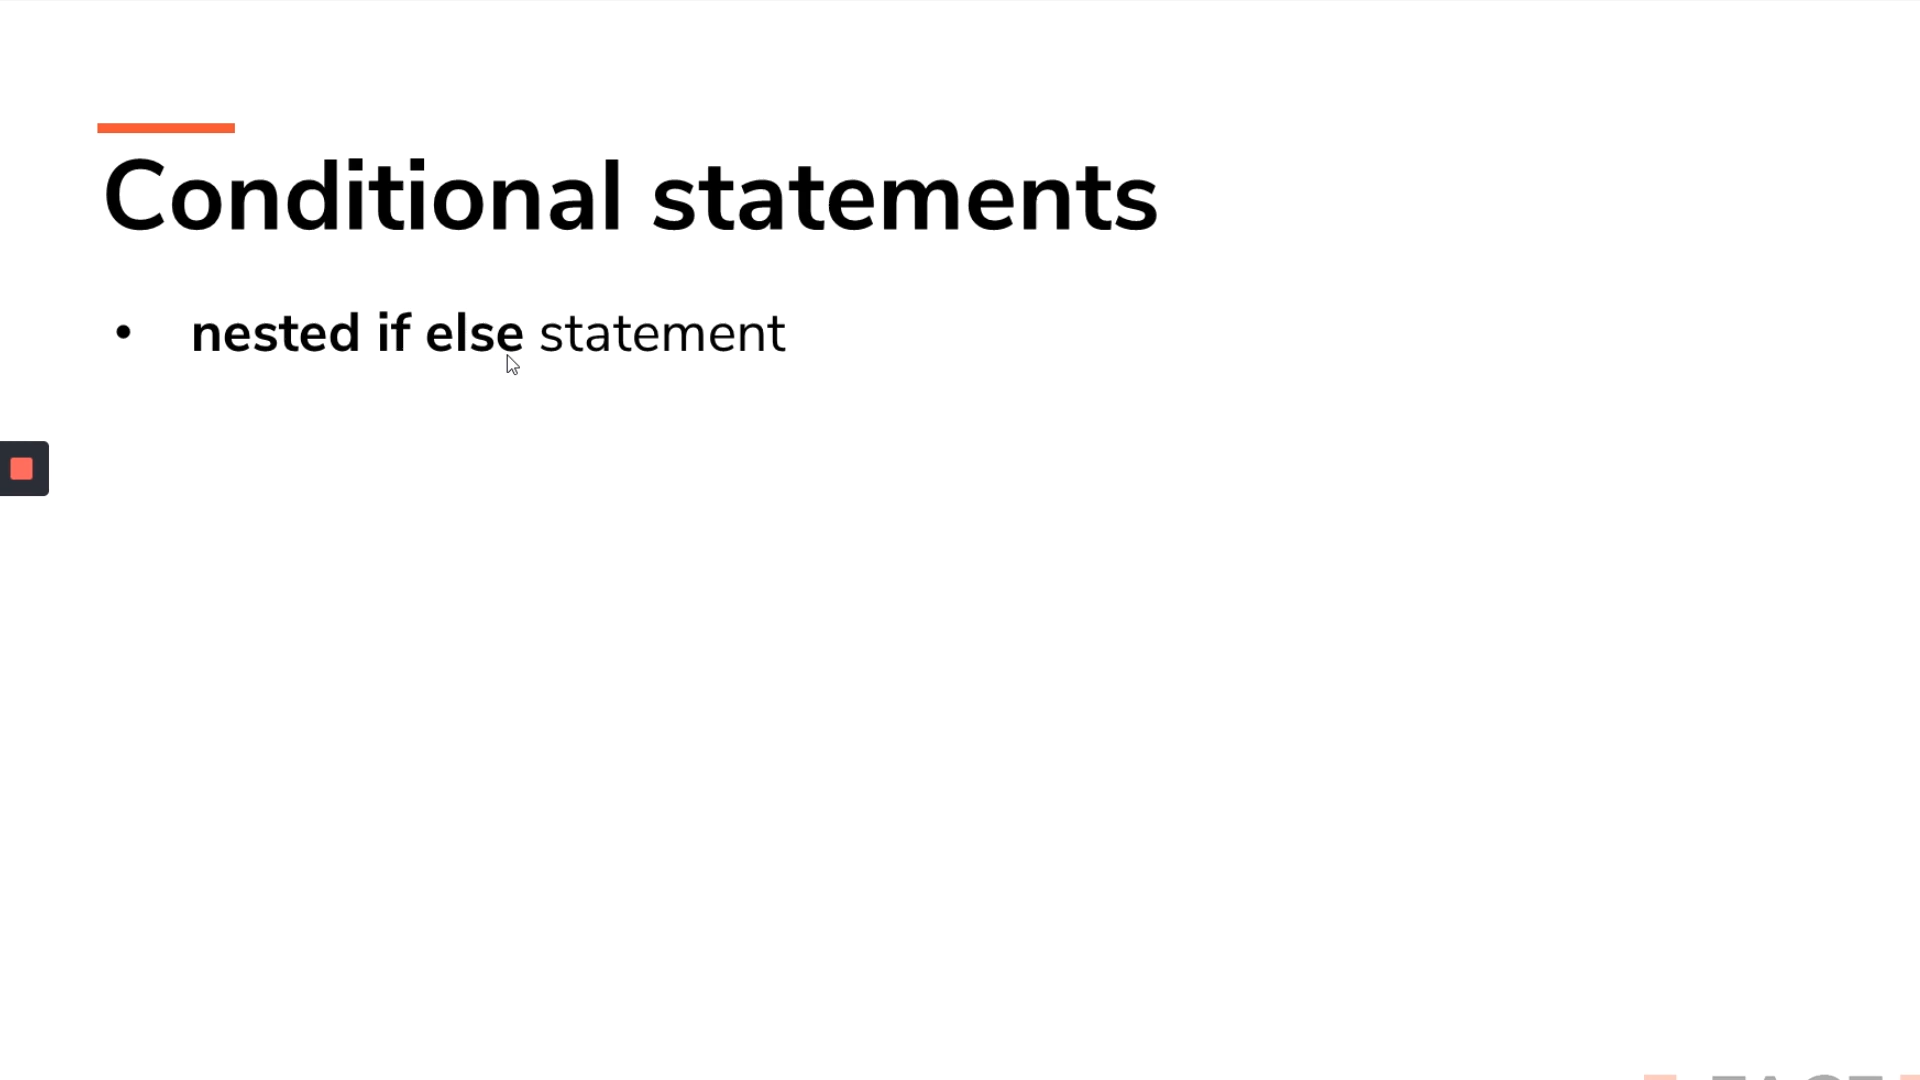 Conditional statements
• nested if else statement